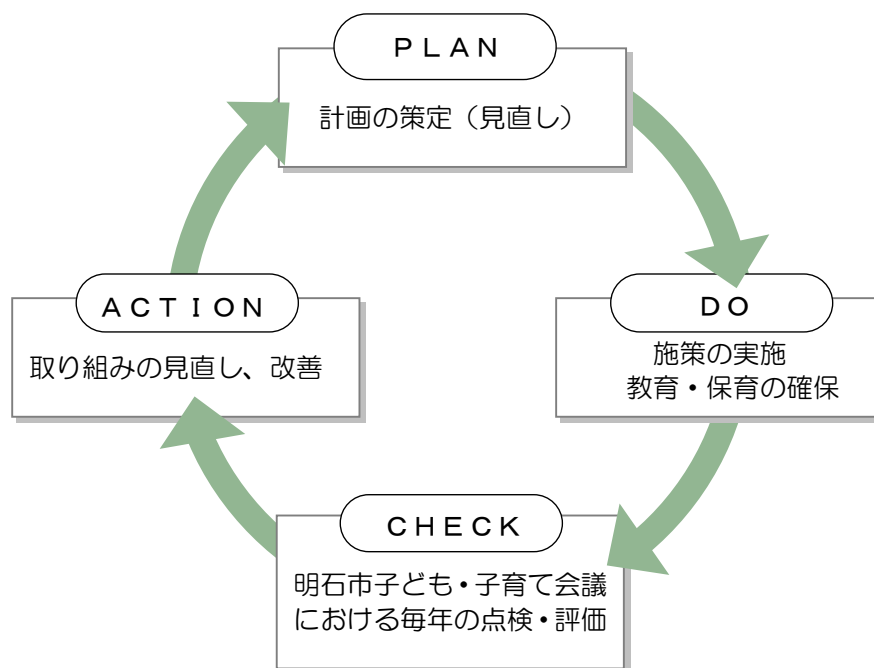 ＰＬＡＮ
計画の策定（見直し）
ＡＣＴＩＯＮ
取り組みの見直し、改善
ＤＯ
施策の実施
教育・保育の確保
ＣＨＥＣＫ
明石市子ども・子育て会議
における毎年の点検・評価